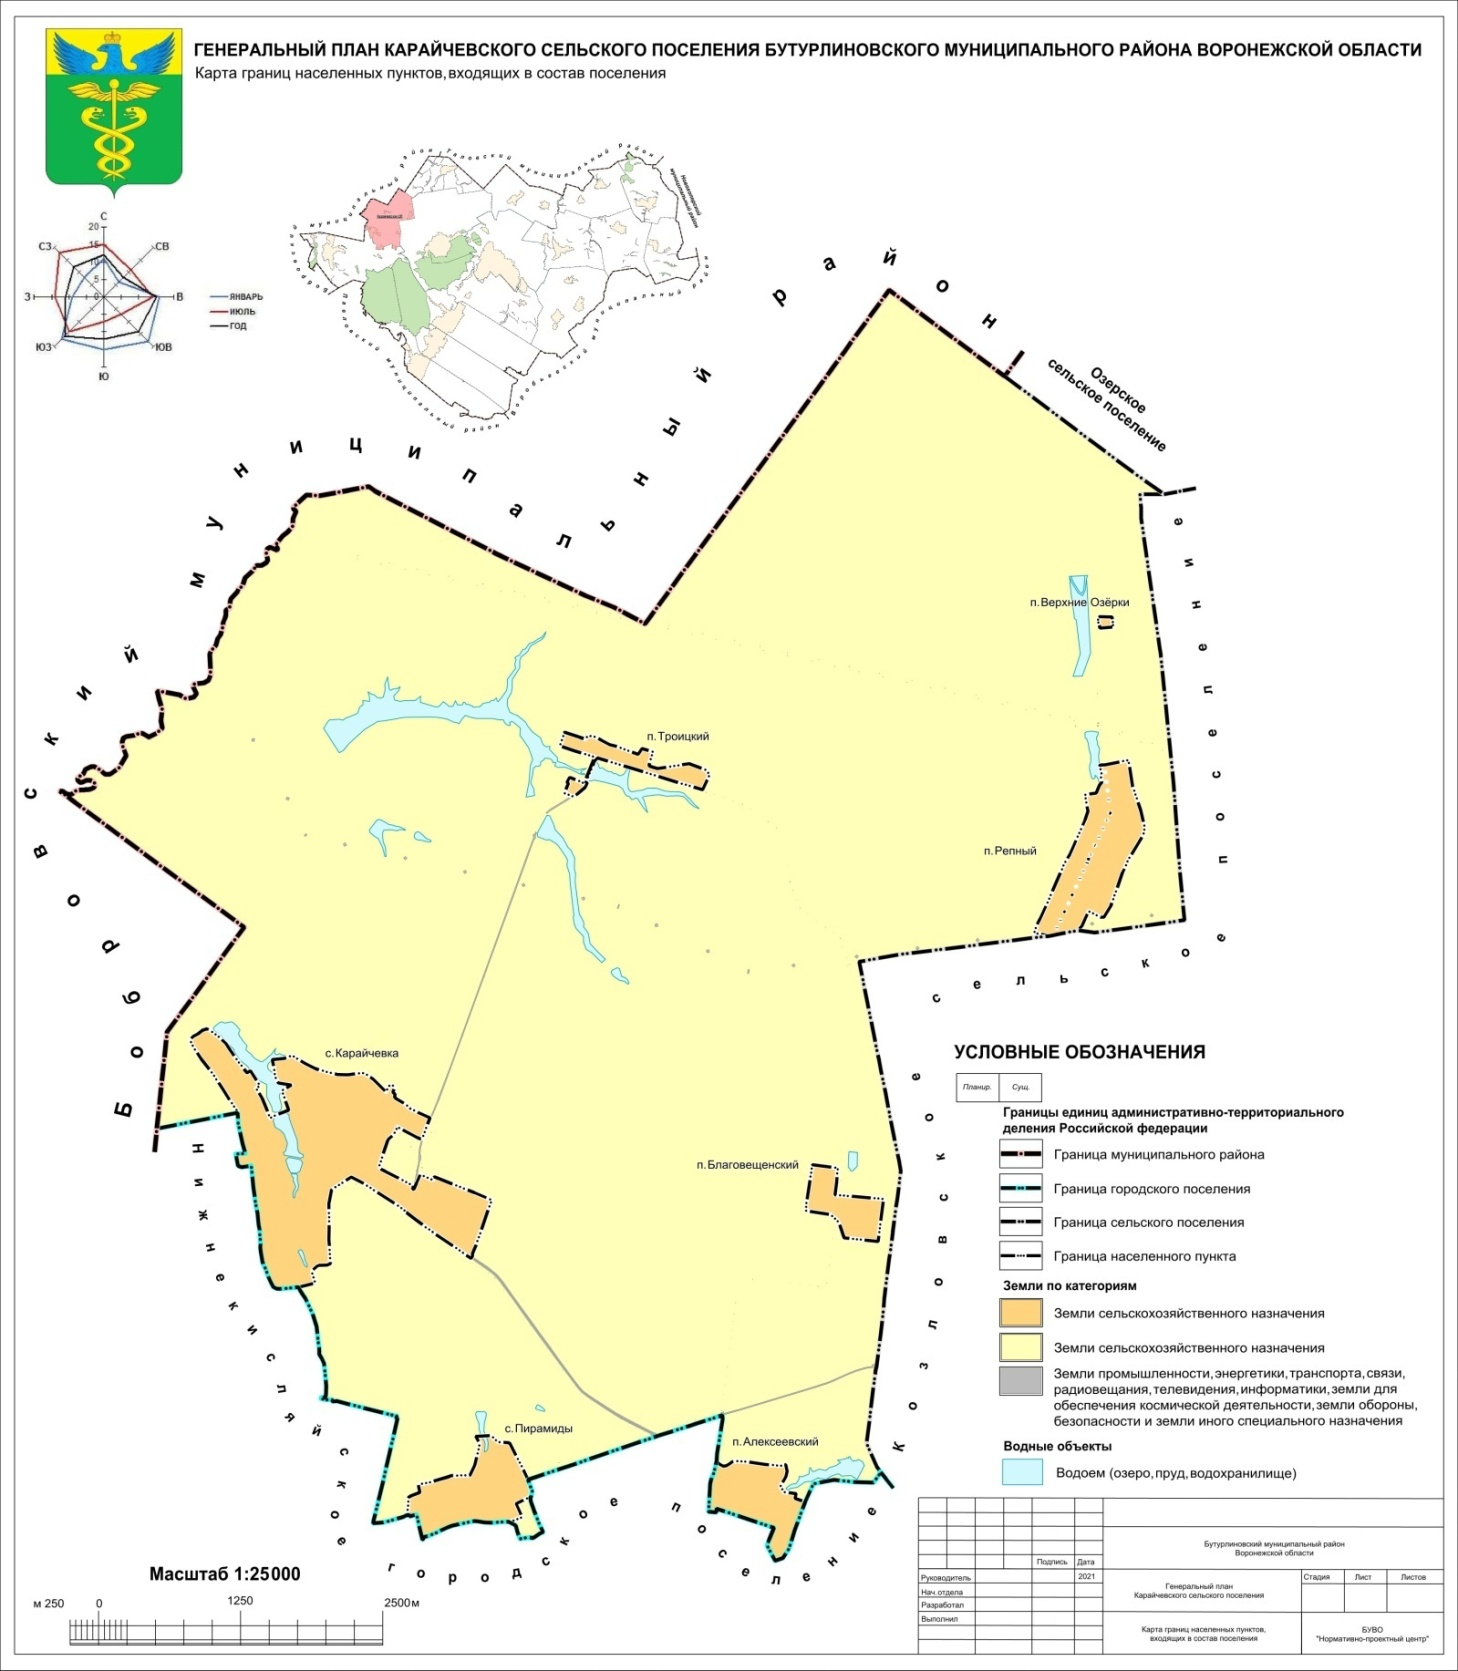 ГЕНЕРАЛЬНЫЙ ПЛАН КАРАЙЧЕВСКОГО СЕЛЬСКОГО ПОСЕЛЕНИЯ БУТУРЛИНОВСКОГО МУНИЦИПАЛЬНОГО РАЙОНА ВОРОНЕЖСКОЙ ОБЛАСТИ
Карта границ населенных пунктов, входящих в состав поселения
С
20
15
10
5
0
СЗ
СВ
З
В
ЮЗ
ЮВ
Ю
ЯНВАРЬ
ИЮЛЬ
ГОД
Бобровский муниципальный район
Озерское
сельское поселение
п. Верхние Озёрки
п. Троицкий
п. Репный
с. Карайчевка
п. Благовещенский
с. Пирамиды
п. Алексеевский
Козловское сельское поселение
Нижнекисляйское городское поселение
УСЛОВНЫЕ ОБОЗНАЧЕНИЯ
Планир. Сущ.
Границы единиц административно-территориального
деления Российской федерации
Граница муниципального района
Граница городского поселения
Граница сельского поселения
Граница населенного пункта
Земли по категориям
Земли сельскохозяйственного назначения
Земли сельскохозяйственного назначения
Земли промышленности, энергетики, транспорта, связи,
радиовещания, телевидения, информатики, земли для
обеспечения космической деятельности, земли обороны,
безопасности и земли иного специального назначения
Водные объекты
Водоем (озеро, пруд, водохранилище)
Масштаб 1:25000
м 250 0 1250 2500м
Подпись Дата
Руководитель 2021
Нач.отдела
Разработал
Выполнил
Бутурлиновский муниципальный район
Воронежской области
Генеральный план
Карайчевского сельского поселения
Стадия Лист Листов
Карта границ населенных пунктов,
входящих в состав поселения
БУВО
"Нормативно-проектный центр"